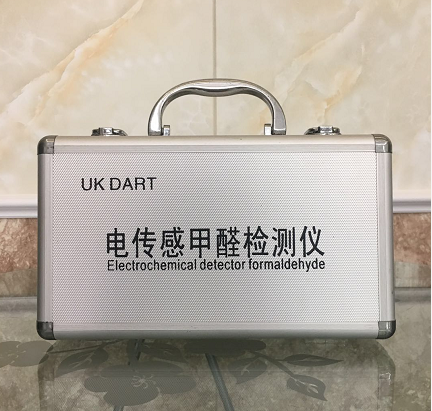 UK DART
电传感甲醛检测仪
Electrochemical detector formaldehyde